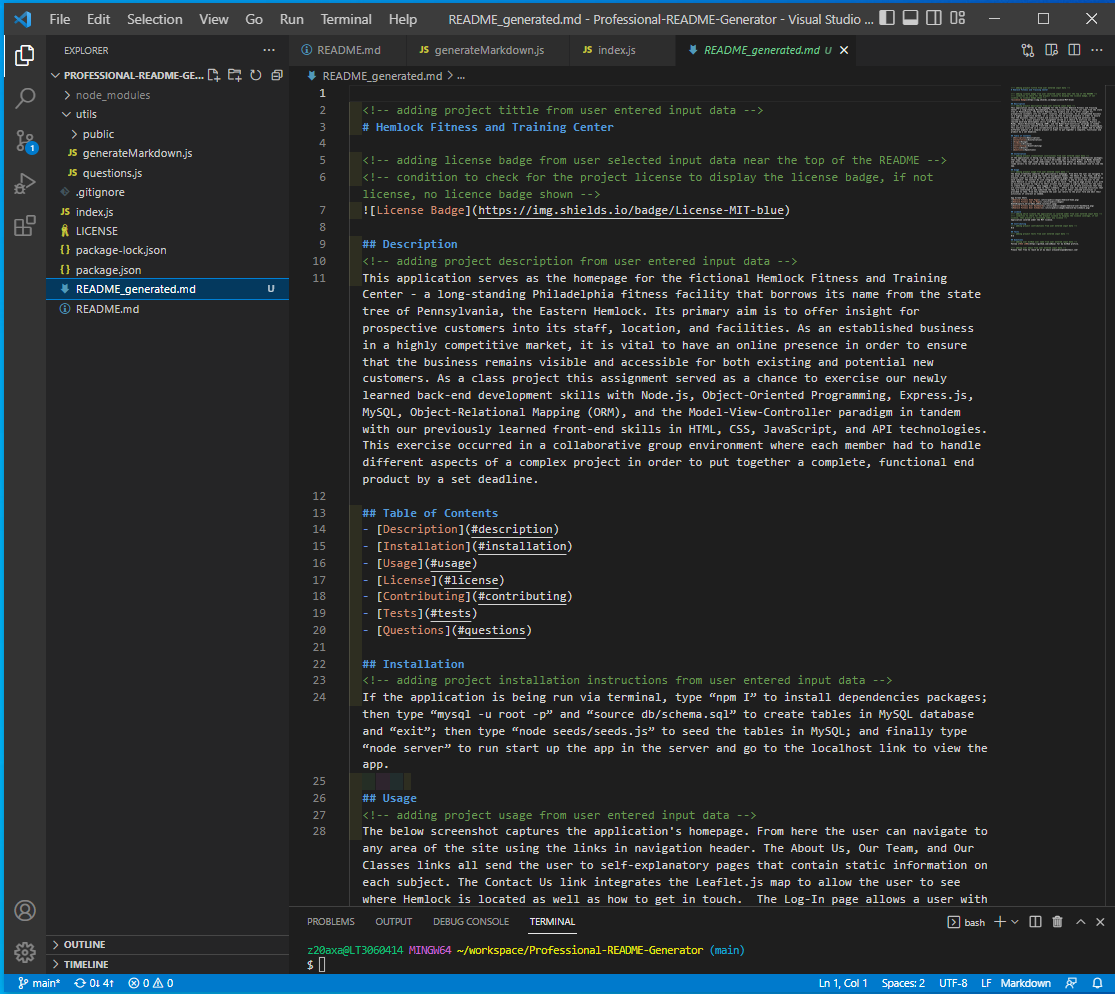 File Edit Selection View Go Run Terminal Help README_generated.md - Professional-README-Generator - Visual Studio ...
EXPLORER ...
README.md generateMarkdown.js index.js README_generated.md U
PROFESSIONAL-README-GE...
node_modules
utils
public
JS generateMarkdown.js
JS questions.js
.gitignore
JS index.js
LICENSE
{} package-lock.json
{} package.json
README_generated.md U
README.md
README_generated.md > ...
1
2 <!-- adding project tittle from user entered input data -->
3 # Hemlock Fitness and Training Center
4
5 <!-- adding license badge from user selected input data near the top of the README -->
6 <!-- condition to check for the project license to display the license badge, if not
license, no licence badge shown -->
7 ![License Badge](https://img.shields.io/badge/License-MIT-blue)
8
9 ## Description
10 <!-- adding project description from user entered input data -->
11 This application serves as the homepage for the fictional Hemlock Fitness and Training
Center - a long-standing Philadelphia fitness facility that borrows its name from the state
tree of Pennsylvania, the Eastern Hemlock. Its primary aim is to offer insight for
prospective customers into its staff, location, and facilities. As an established business
in a highly competitive market, it is vital to have an online presence in order to ensure
that the business remains visible and accessible for both existing and potential new
customers. As a class project this assignment served as a chance to exercise our newly
learned back-end development skills with Node.js, Object-Oriented Programming, Express.js,
MySQL, Object-Relational Mapping (ORM), and the Model-View-Controller paradigm in tandem
with our previously learned front-end skills in HTML, CSS, JavaScript, and API technologies.
This exercise occurred in a collaborative group environment where each member had to handle
different aspects of a complex project in order to put together a complete, functional end
product by a set deadline.
12
13 ## Table of Contents
14 - [Description](#description)
15 - [Installation](#installation)
16 - [Usage](#usage)
17 - [License](#license)
18 - [Contributing](#contributing)
19 - [Tests](#tests)
20 - [Questions](#questions)
21
22 ## Installation
23 <!-- adding project installation instructions from user entered input data -->
24 If the application is being run via terminal, type “npm I” to install dependencies packages;
then type “mysql -u root -p” and “source db/schema.sql” to create tables in MySQL database
and “exit”; then type “node seeds/seeds.js” to seed the tables in MySQL; and finally type
“node server” to run start up the app in the server and go to the localhost link to view the
app.
25
26 ## Usage
27 <!-- adding project usage from user entered input data -->
28 The below screenshot captures the application's homepage. From here the user can navigate to
any area of the site using the links in navigation header. The About Us, Our Team, and Our
Classes links all send the user to self-explanatory pages that contain static information on
each subject. The Contact Us link integrates the Leaflet.js map to allow the user to see
where Hemlock is located as well as how to get in touch.  The Log-In page allows a user with
PROBLEMS OUTPUT DEBUG CONSOLE TERMINAL bash
z20axa@LT3060414 MINGW64 ~/workspace/Professional-README-Generator (main)
$
OUTLINE
TIMELINE
1
main* 0↓ 4↑ 0 0 Ln 1, Col 1 Spaces: 2 UTF-8 LF Markdown